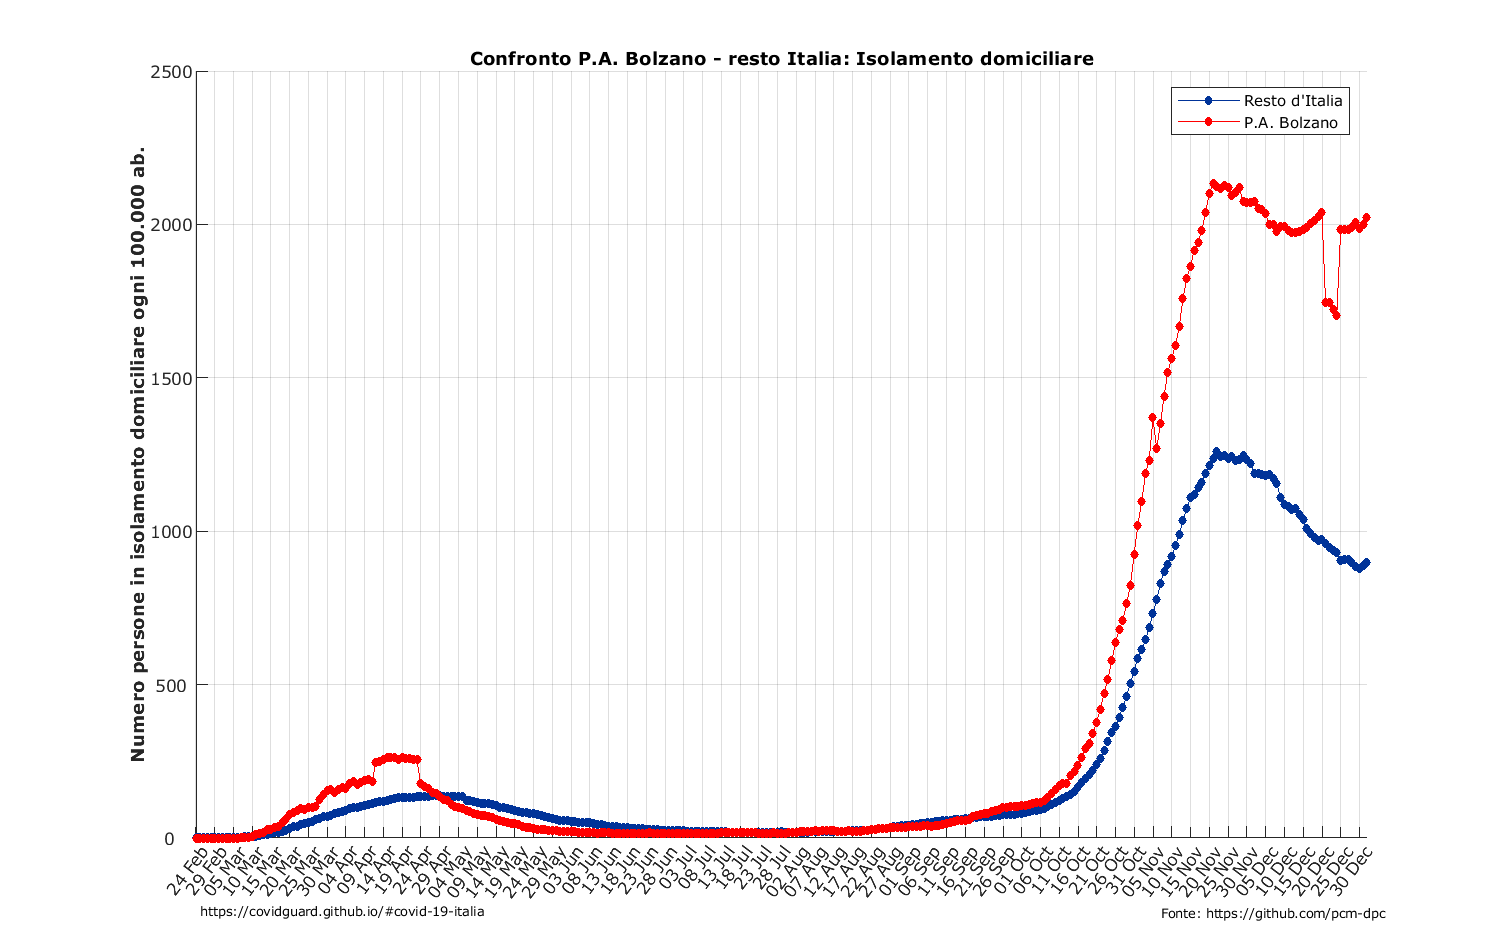 Confronto P.A. Bolzano - resto Italia: Isolamento domiciliare
Numero persone in isolamento domiciliare ogni 100.000 ab.
2500
2000
1500
1000
500
0
Resto d'Italia
P.A. Bolzano
24 Feb
29 Feb
05 Mar
10 Mar
15 Mar
20 Mar
25 Mar
30 Mar
04 Apr
09 Apr
14 Apr
19 Apr
24 Apr
29 Apr
04 May
09 May
14 May
19 May
24 May
29 May
03 Jun
08 Jun
13 Jun
18 Jun
23 Jun
28 Jun
03 Jul
08 Jul
13 Jul
18 Jul
23 Jul
28 Jul
02 Aug
07 Aug
12 Aug
17 Aug
22 Aug
27 Aug
01 Sep
06 Sep
11 Sep
16 Sep
21 Sep
26 Sep
01 Oct
06 Oct
11 Oct
16 Oct
21 Oct
26 Oct
31 Oct
05 Nov
10 Nov
15 Nov
20 Nov
25 Nov
30 Nov
05 Dec
10 Dec
15 Dec
20 Dec
25 Dec
30 Dec
https://covidguard.github.io/#covid-19-italia
Fonte: https://github.com/pcm-dpc